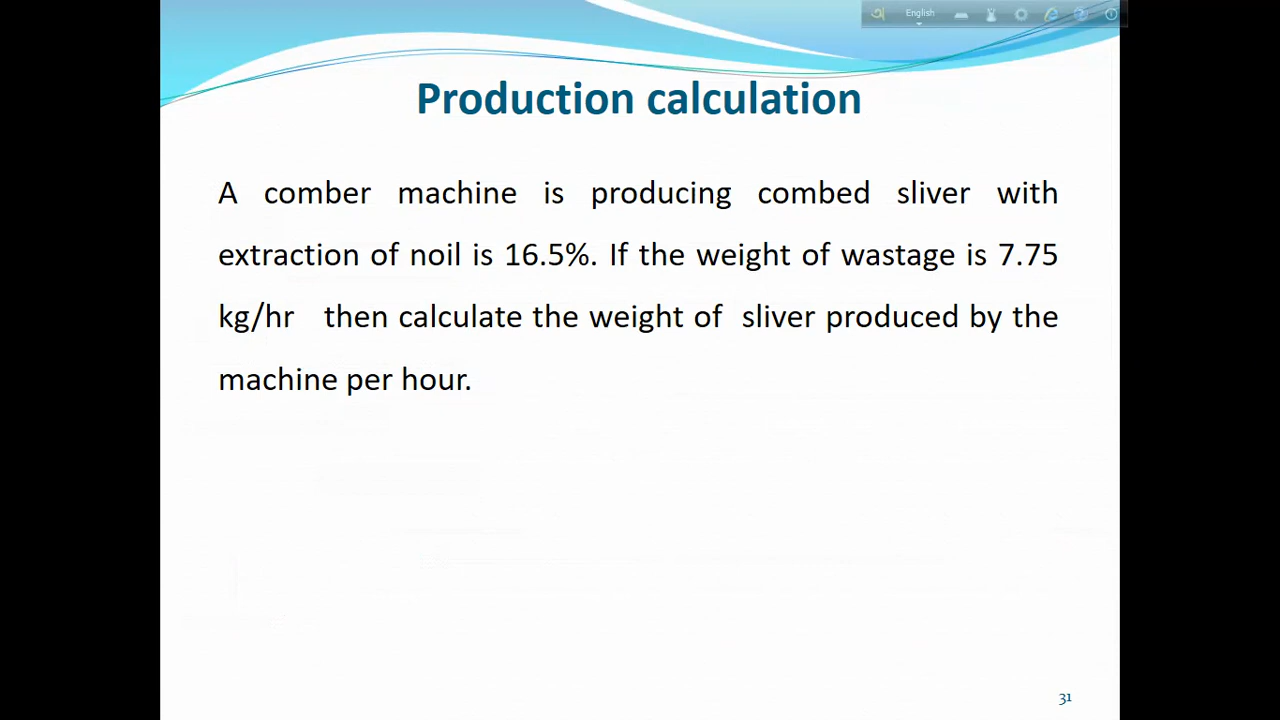 English
Production calculation
A comber machine is producing combed sliver with
extraction of noil is 16.5%. If the weight of wastage is 7.75
kg/hr then calculate the weight of sliver produced by the
machine per hour.
31